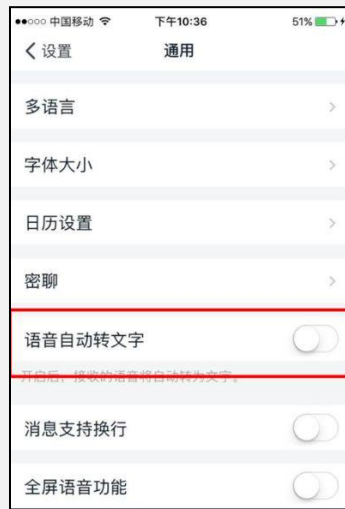 中国移动 下午10:36 51%
设置 通用
多语言
字体大小
日历设置
密聊
语音自动转文字
开启后，接收的语音将自动转为文字。
消息支持换行
全屏语音功能